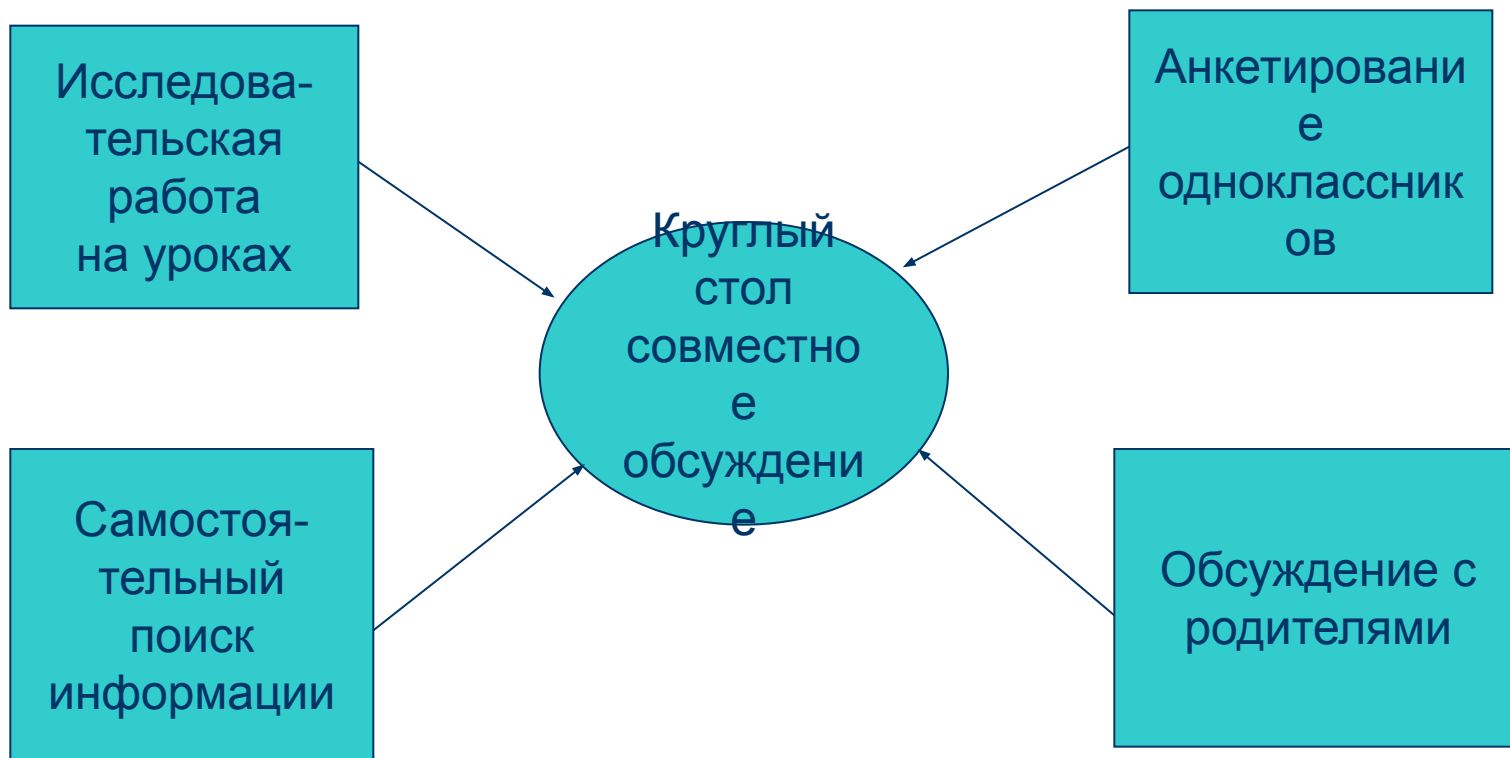 Исследова-
тельская
работа
на уроках
Анкетировани
е
одноклассник
ов
Круглый
стол
совместно
е
обсуждени
е
Самостоя-
тельный
поиск
информации
Обсуждение с
родителями